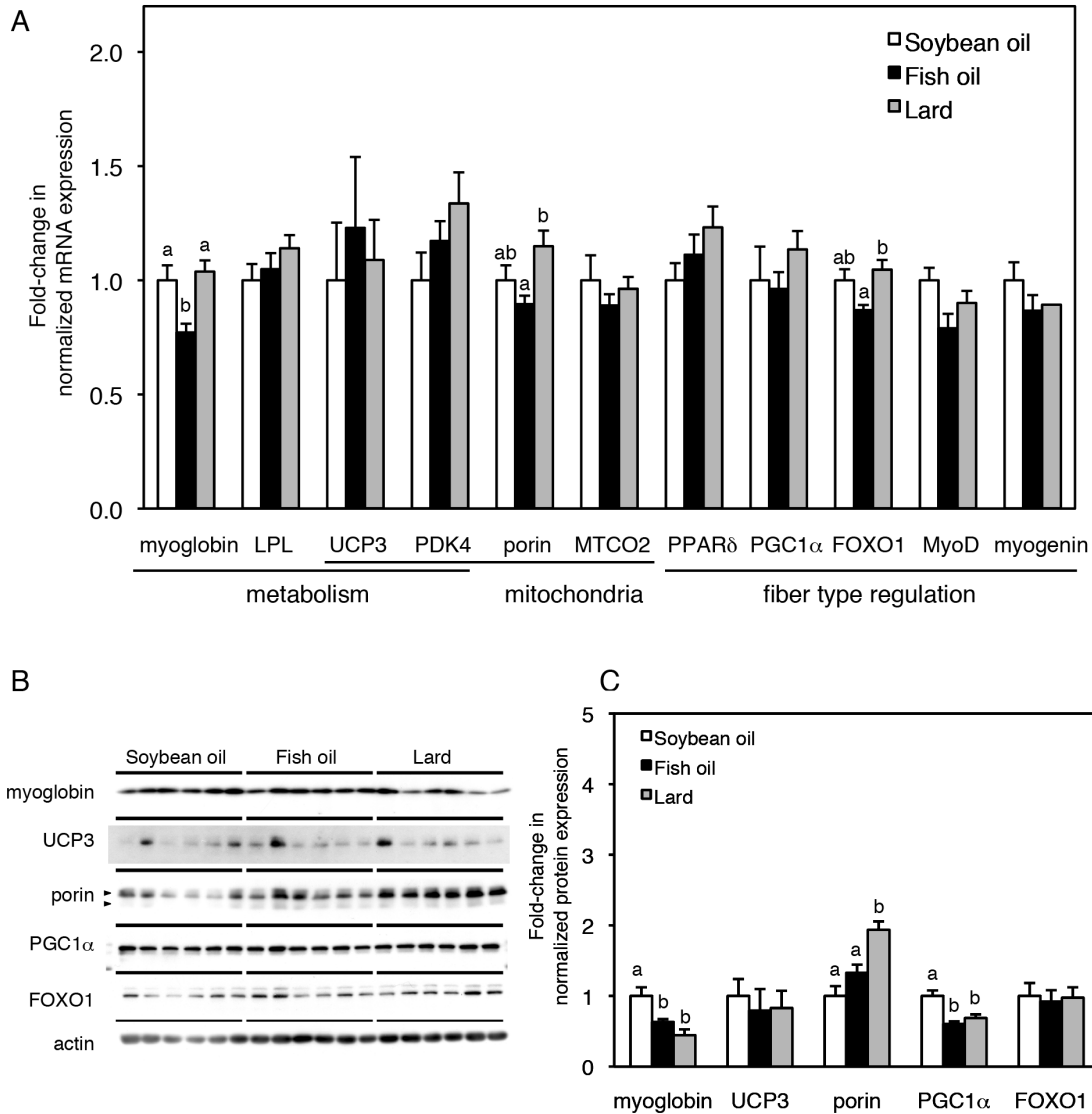 A
2.0
1.5
1.0
0.5
0.0
Fold-change in
normalized mRNA expression
Soybean oil
Fish oil
Lard
a
b
a
ab
a
b
ab
a
b
myoglobin LPL UCP3 PDK4 porin MTCO2 PPARδ PGC1α FOXO1 MyoD myogenin
metabolism mitochondria fiber type regulation
B
Soybean oil Fish oil Lard
myoglobin
UCP3
porin
PGC1α
FOXO1
actin
C
5
4
3
2
1
0
Fold-change in
normalized protein expression
Soybean oil
Fish oil
Lard
a
b
b
a
a
b
a
b
b
myoglobin UCP3 porin PGC1α FOXO1